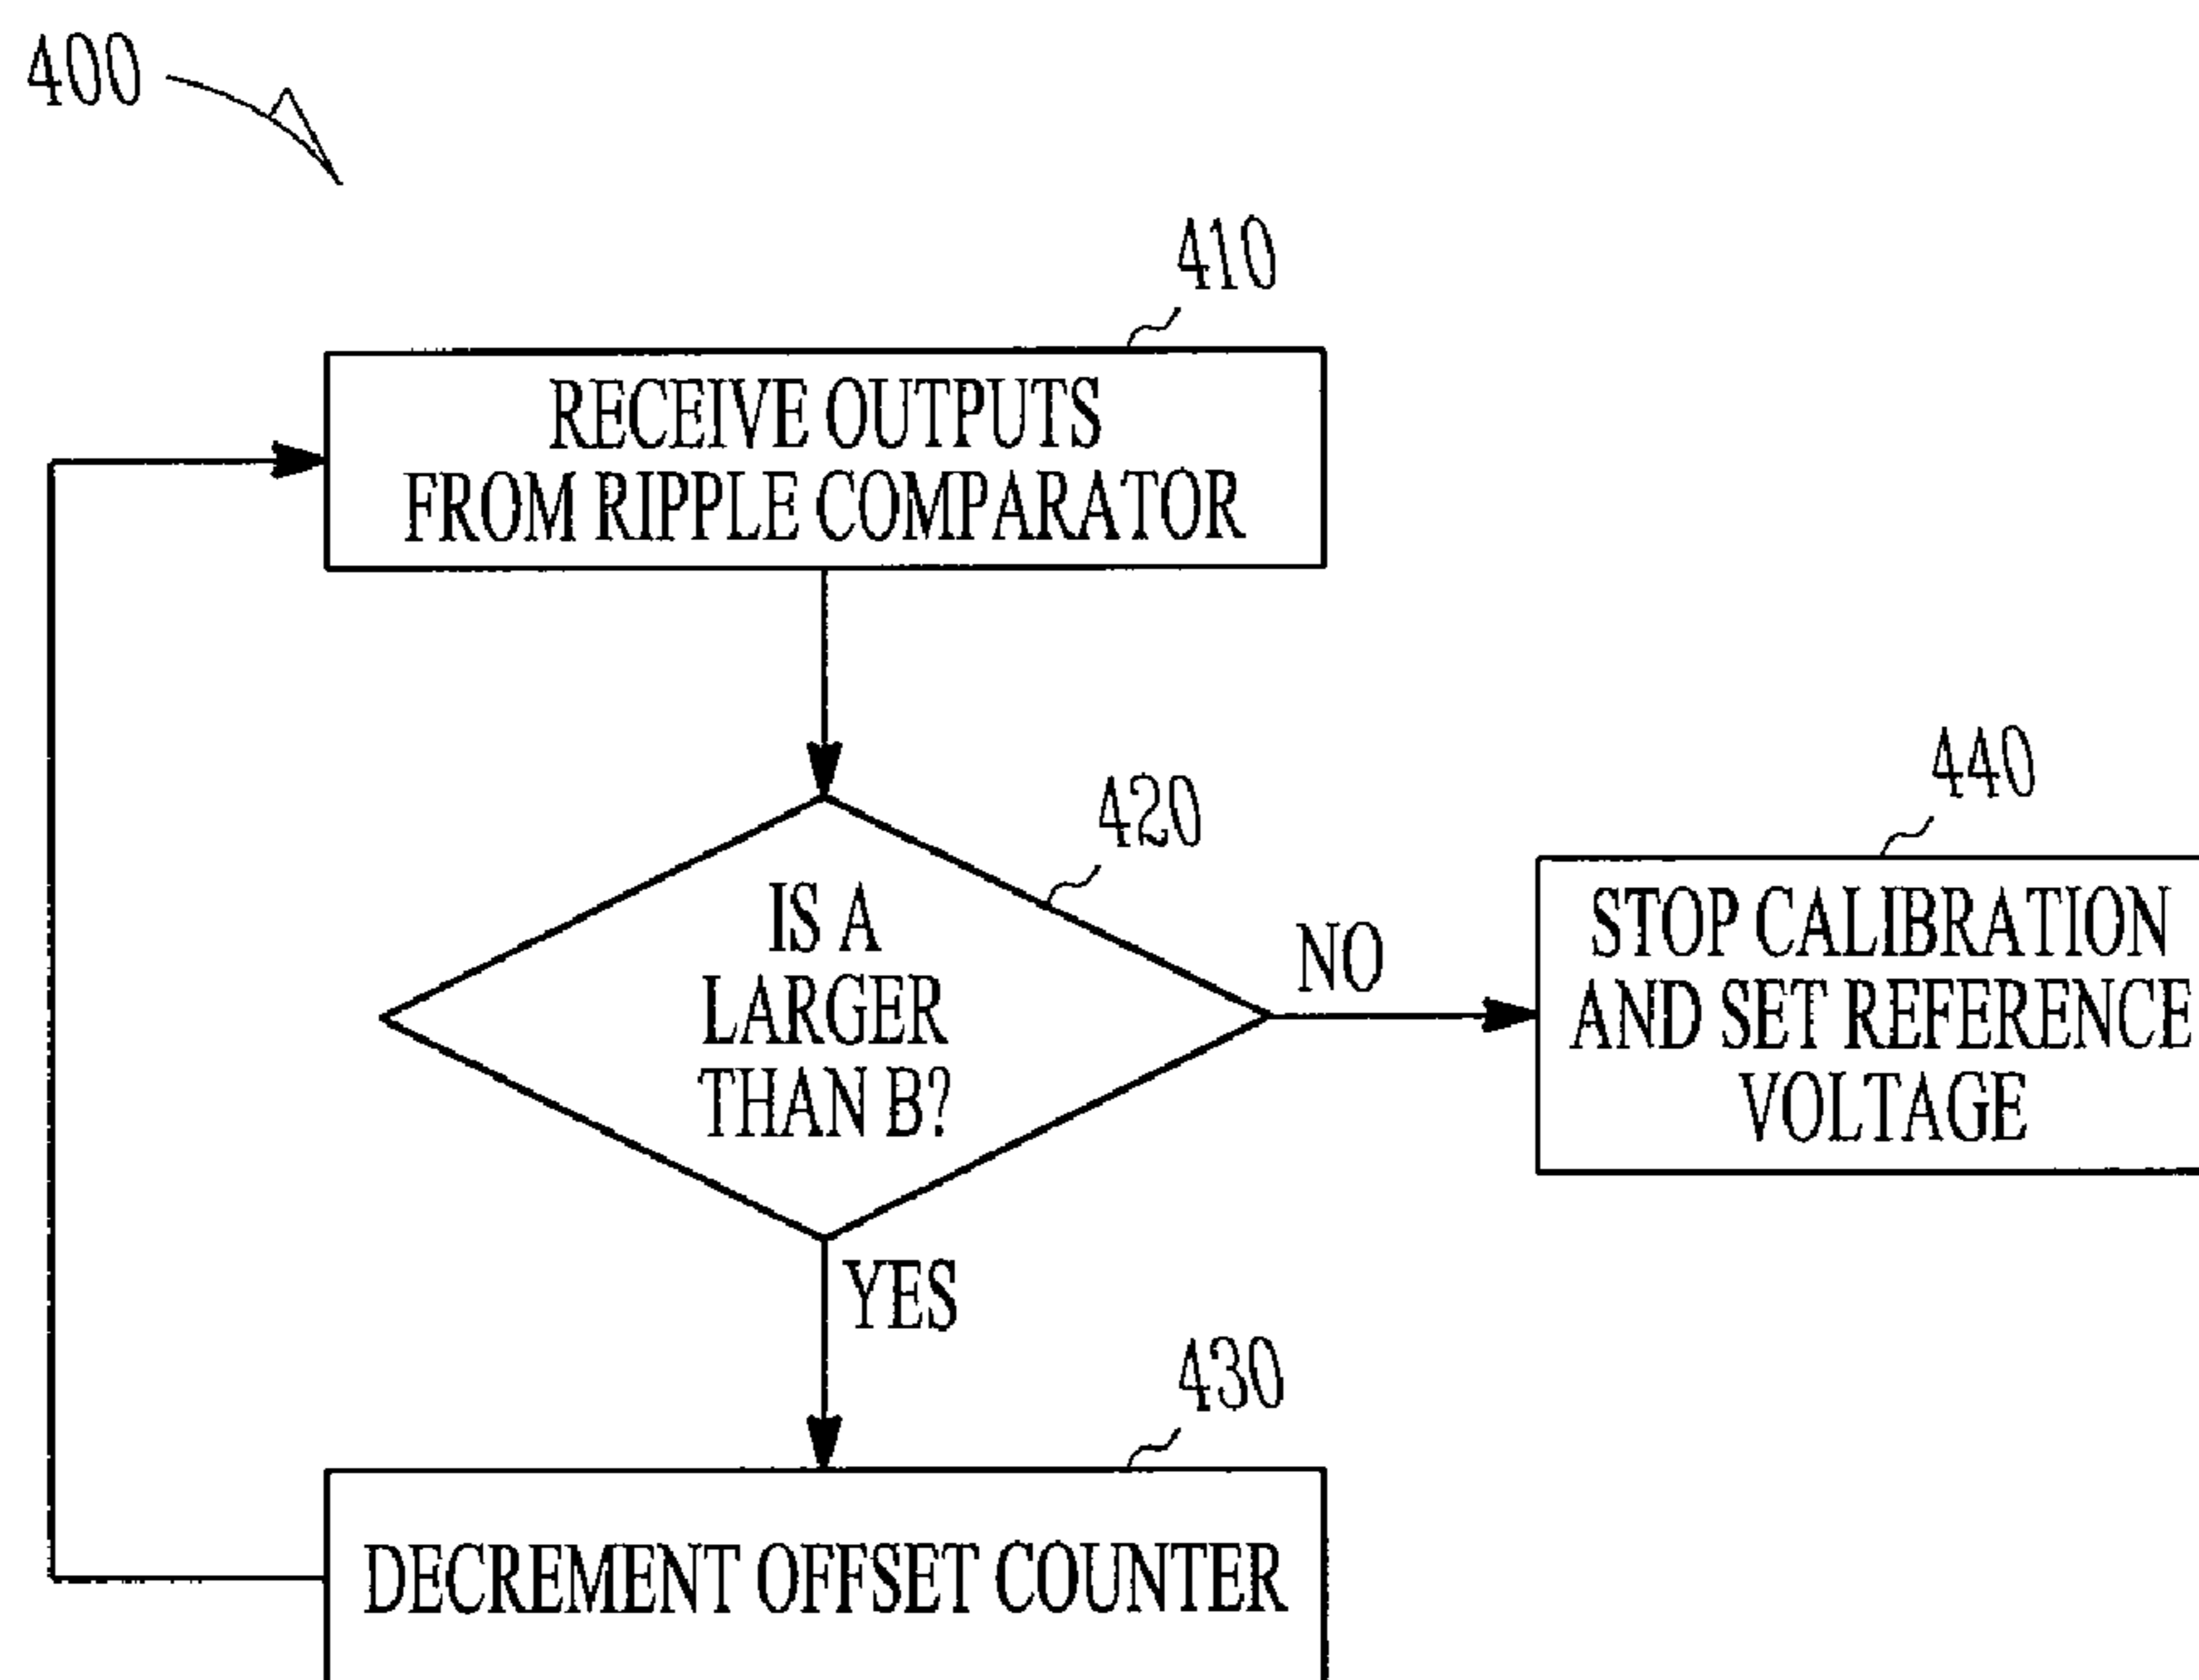 400
410
RECEIVE OUTPUTS
FROM RIPPLE COMPARATOR
420
IS A
LARGER
THAN B?
NO
440
STOP CALIBRATION
AND SET REFERENCE
VOLTAGE
YES
430
DECREMENT OFFSET COUNTER